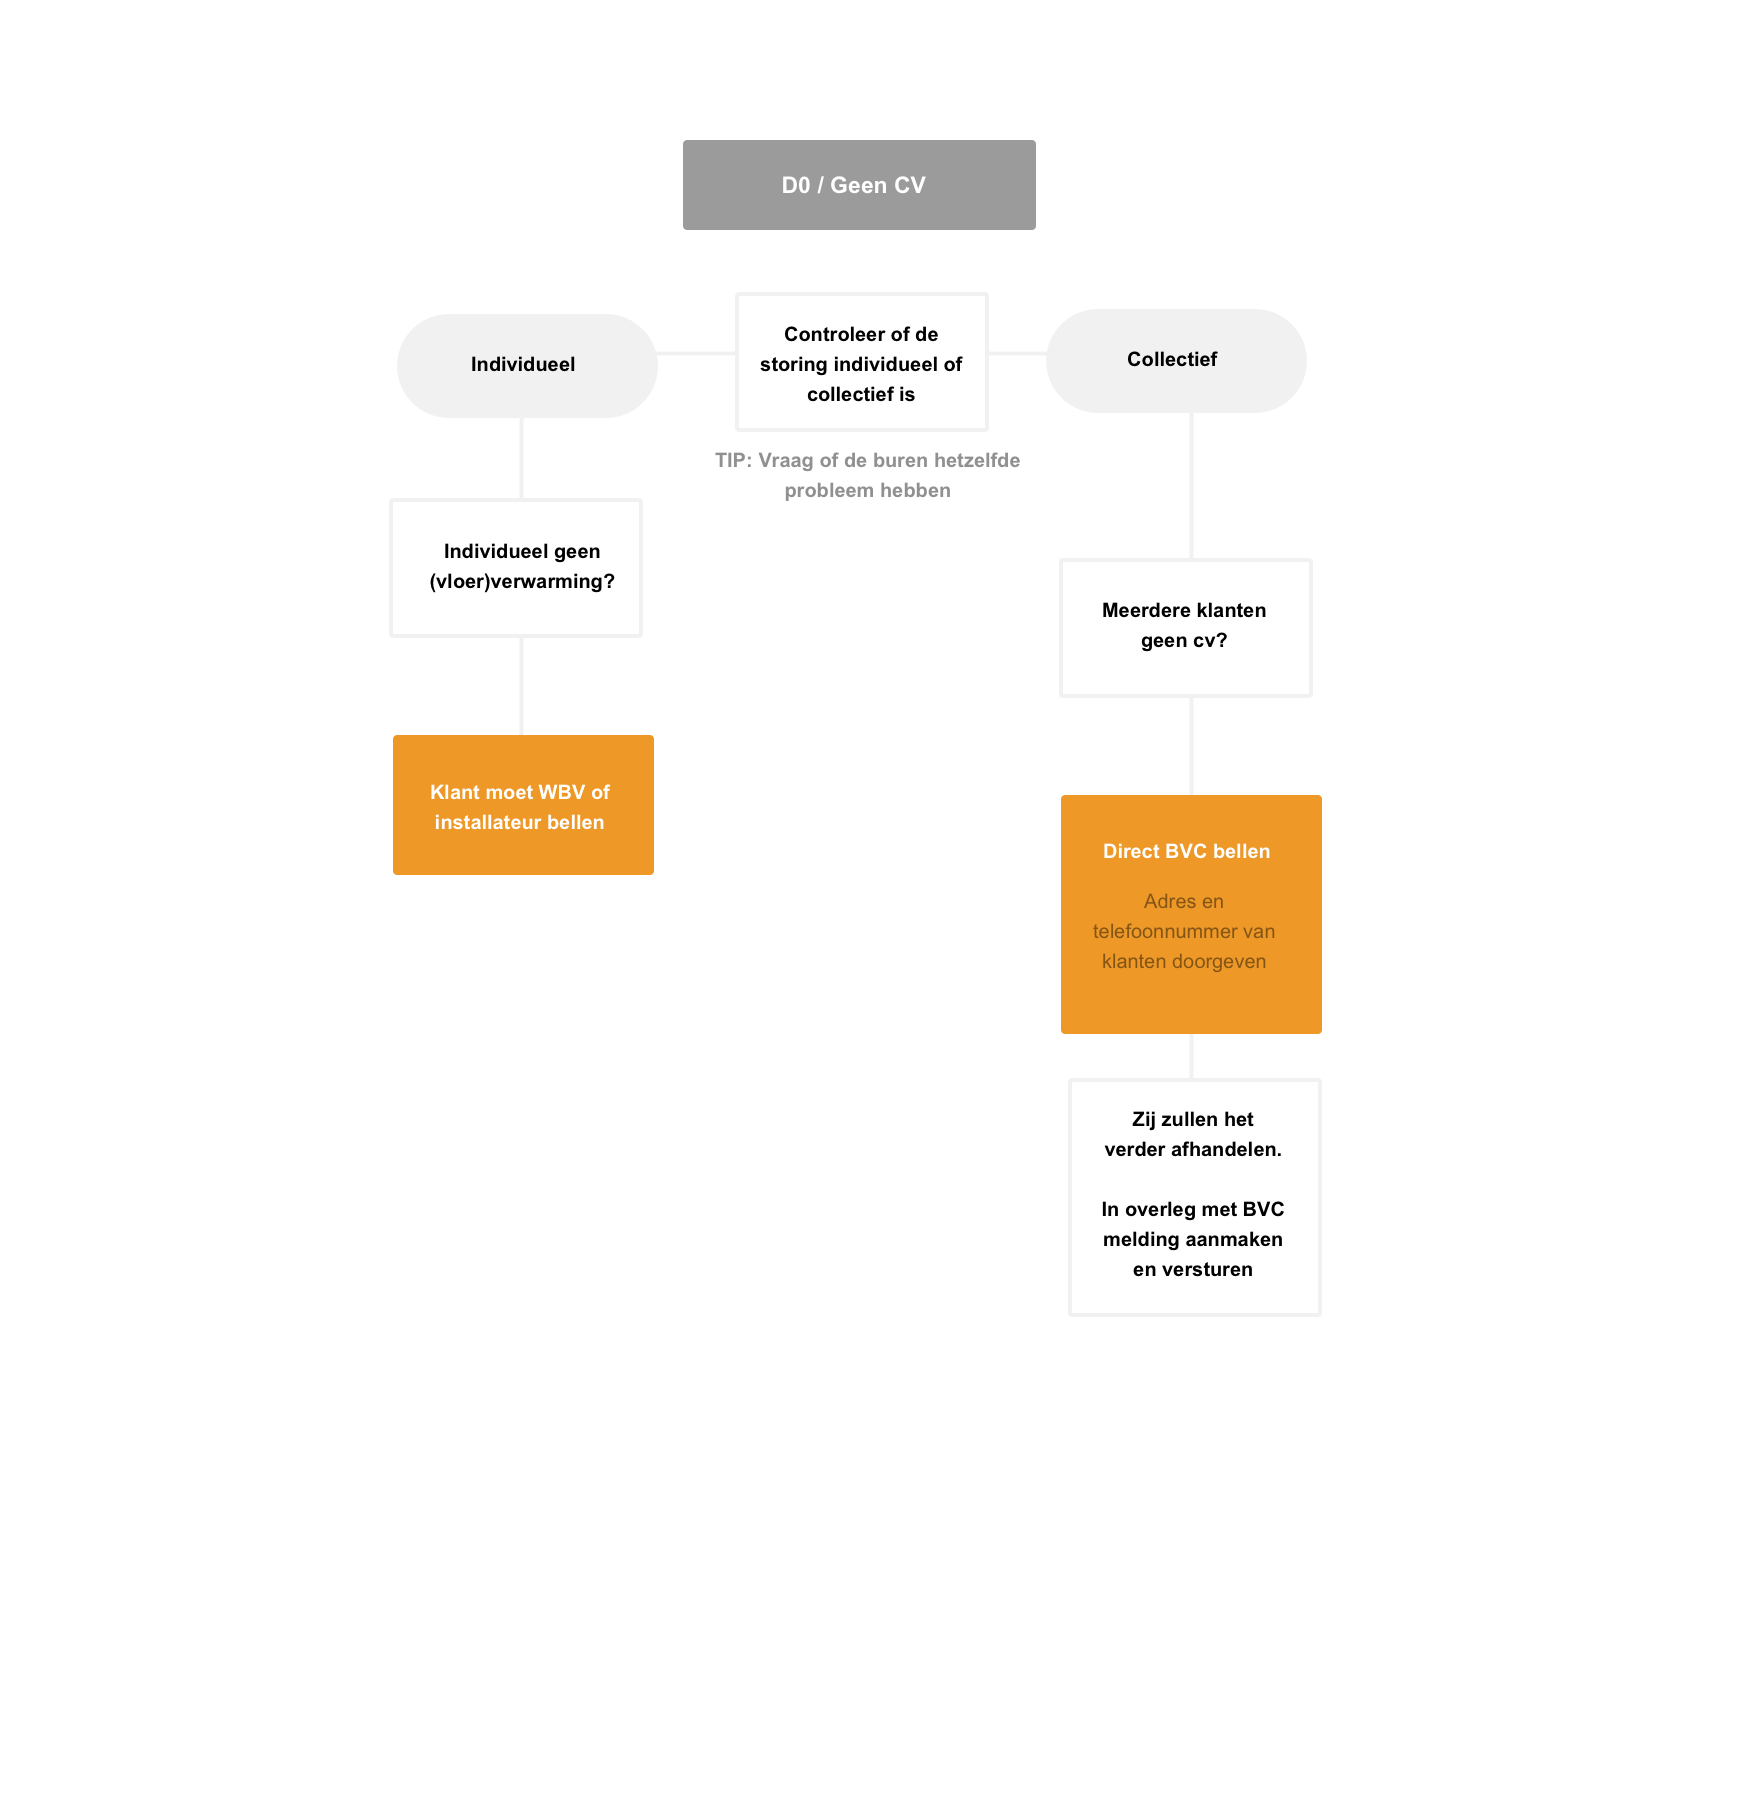 D0 / Geen CV
Individueel
Controleer of de
storing individueel of
collectief is
Collectief
TIP: Vraag of de buren hetzelfde
probleem hebben
Individueel geen
(vloer)verwarming?
Meerdere klanten
geen cv?
Klant moet WBV of
installateur bellen
Direct BVC bellen
Adres en
telefoonnummer van
klanten doorgeven
Zij zullen het
verder afhandelen.
In overleg met BVC
melding aanmaken
en versturen